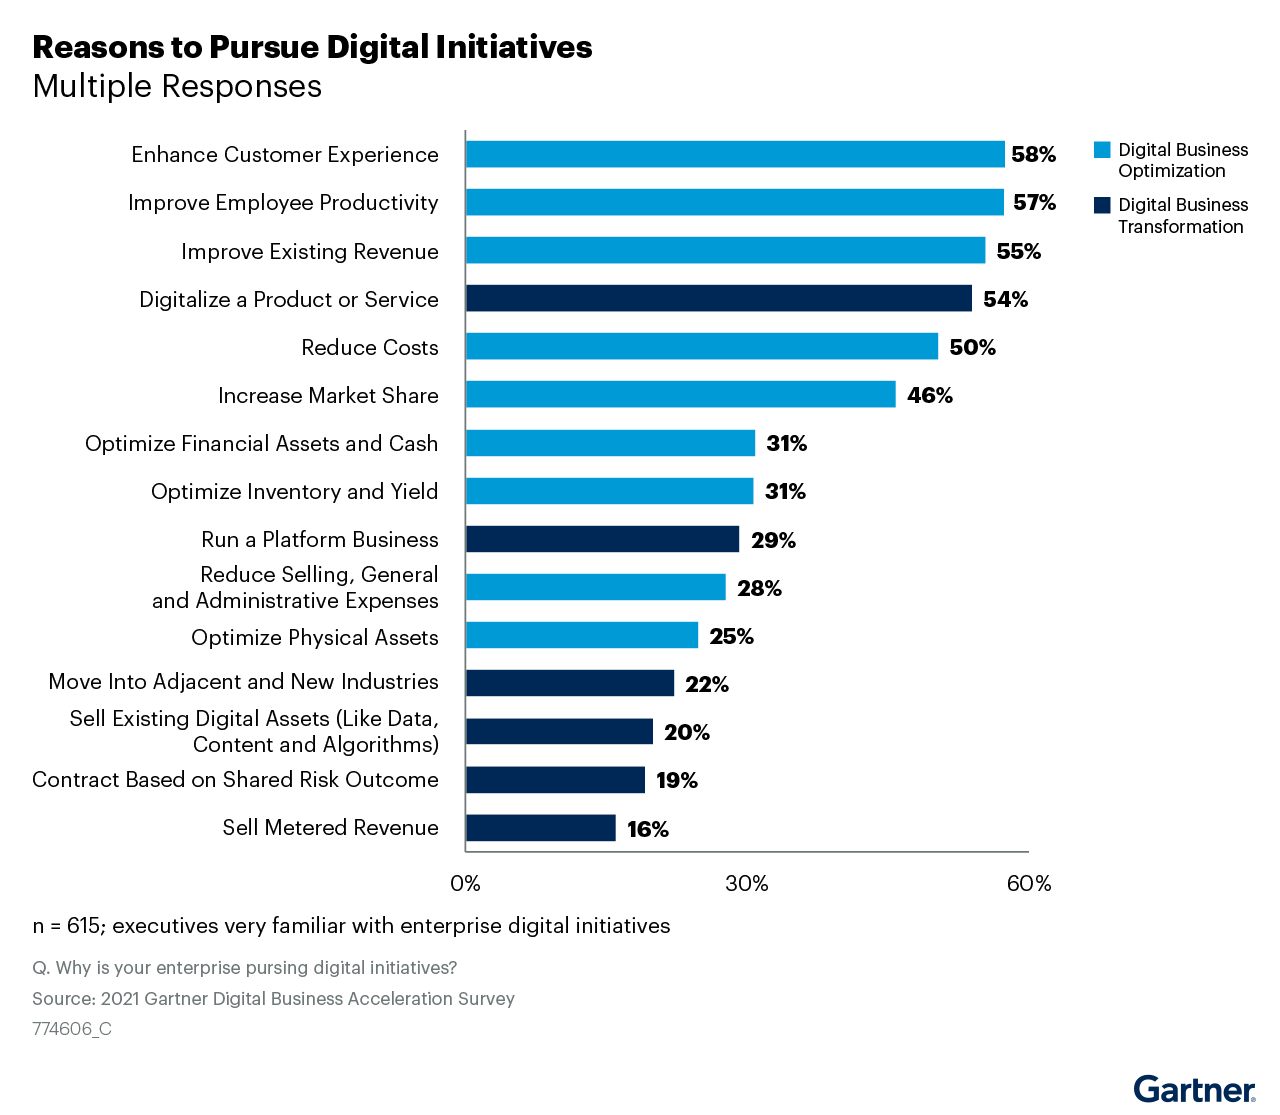 Reasons to Pursue Digital Initiatives
Multiple Responses
Enhance Customer Experience 58%
Improve Employee Productivity 57%
Improve Existing Revenue 55%
Digitalize a Product or Service 54%
Reduce Costs 50%
Increase Market Share 46%
Optimize Financial Assets and Cash 31%
Optimize Inventory and Yield 31%
Run a Platform Business 29%
Reduce Selling, General
and Administrative Expenses 28%
Optimize Physical Assets 25%
Move Into Adjacent and New Industries 22%
Sell Existing Digital Assets (Like Data,
Content and Algorithms) 20%
Contract Based on Shared Risk Outcome 19%
Sell Metered Revenue 16%
0% 30% 60%
Digital Business
Optimization
Digital Business
Transformation
n = 615; executives very familiar with enterprise digital initiatives
Q. Why is your enterprise pursing digital initiatives?
Source: 2021 Gartner Digital Business Acceleration Survey
774606_C
Gartner®